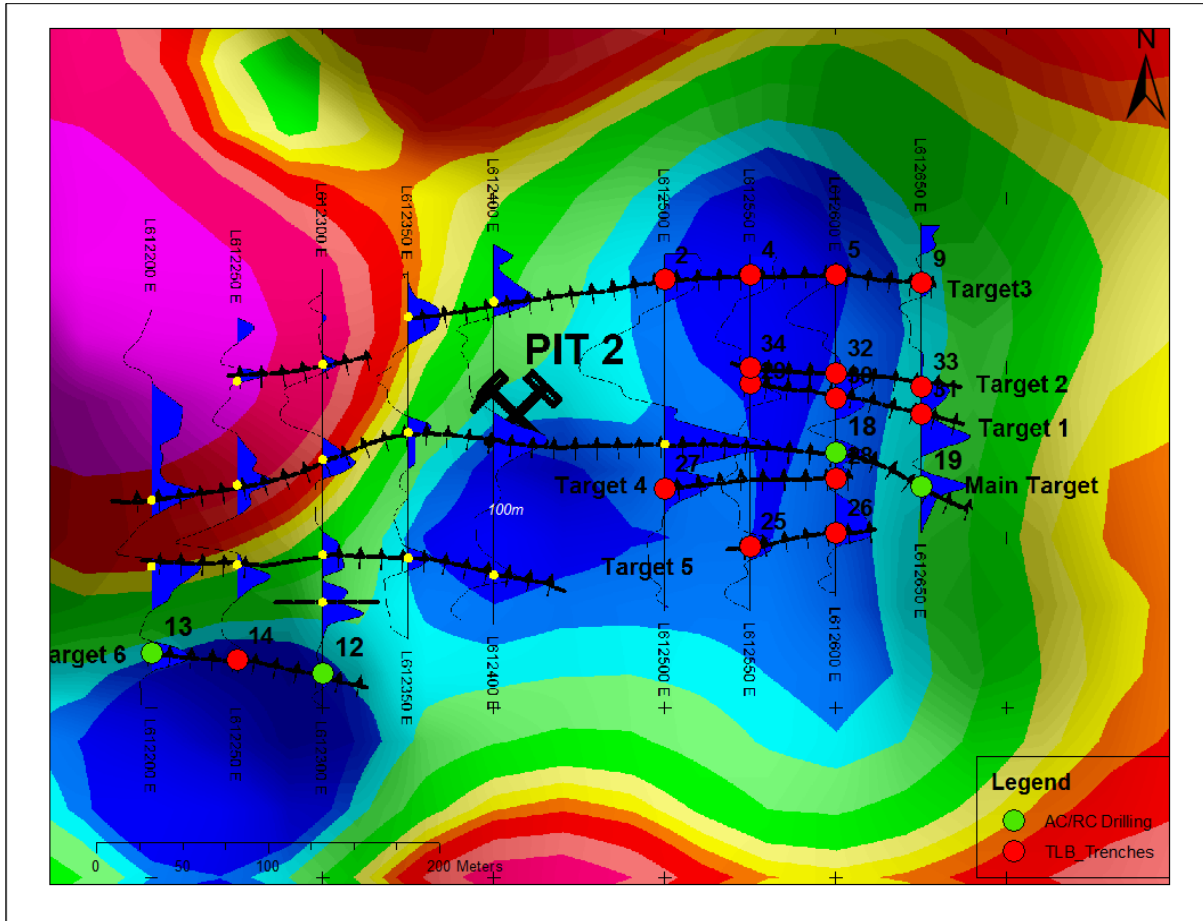 N
L612200 E
L612250 E
L612300 E
L612350 E
L612400 E
L612500 E
L612550 E
L612600 E
L612650 E
2
4
5
9
Target3
PIT 2
34
32
33
Target 2
Target 1
18
19
Main Target
27
Target 4
100m
25
26
Target 5
13
14
12
arget 6
L612200 E
L612250 E
L612300 E
L612350 E
L612400 E
L612500 E
L612550 E
L612600 E
L612650 E
0 50 100 200 Meters
Legend
AC/RC Drilling
TLB_Trenches